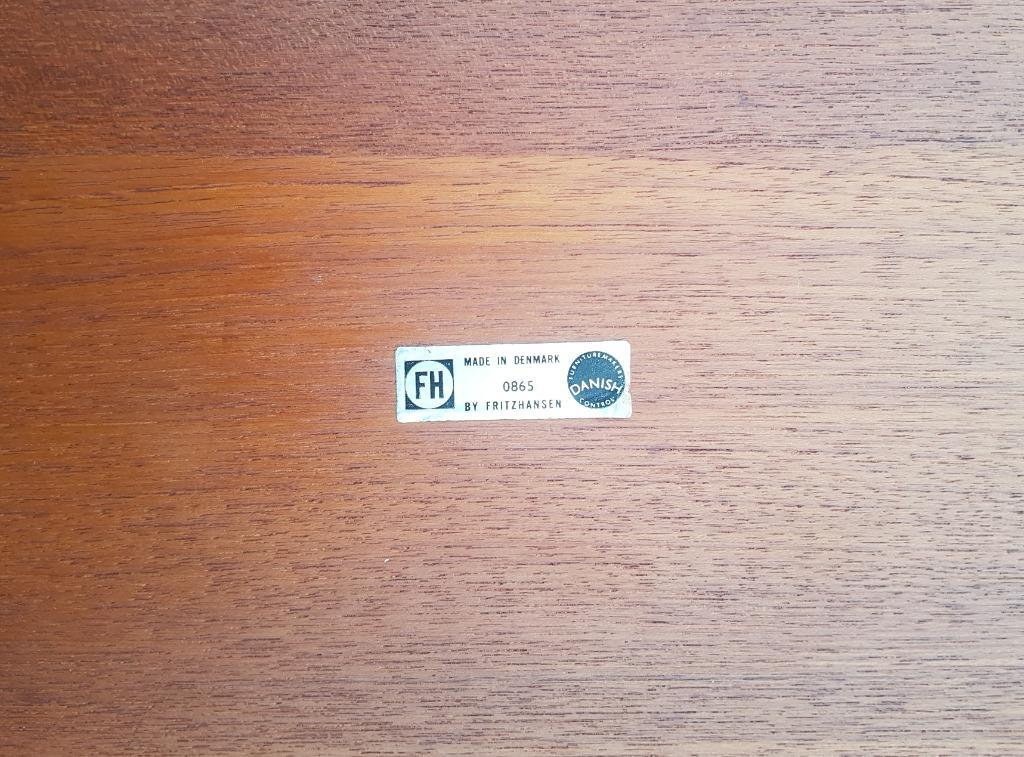 FH
MADE IN DENMARK
0865
BY FRITZHANSEN
FURNITUREMAKERS
DANISH
CONTROL